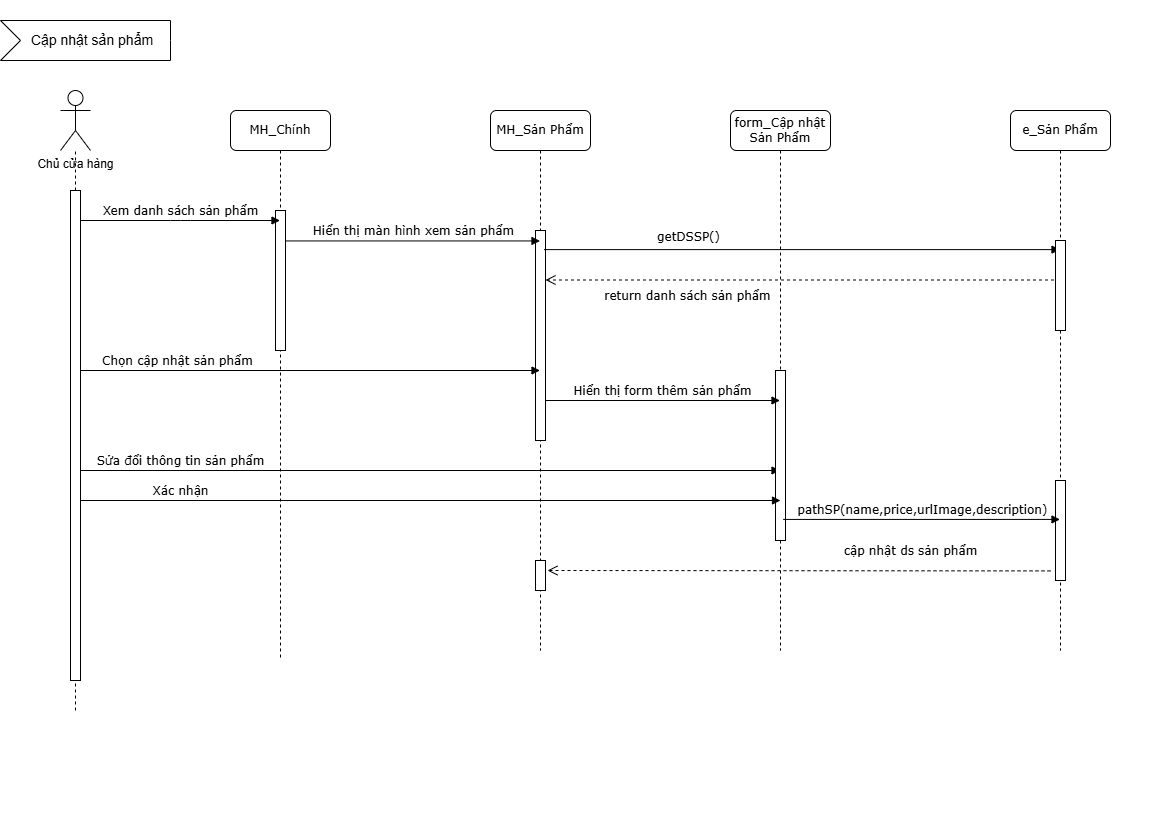 Cập nhật sản phẩm
Chủ cửa hàng
MH_Chính
MH_Sản Phẩm
form_Cập nhật
Sản Phẩm
e_Sản Phẩm
Xem danh sách sản phẩm
Hiển thị màn hình xem sản phẩm
getDSSP()
return danh sách sản phẩm
Chọn cập nhật sản phẩm
Hiển thị form thêm sản phẩm
Sửa đổi thông tin sản phẩm
Xác nhận
pathSP(name,price,urlImage,description)
cập nhật ds sản phẩm